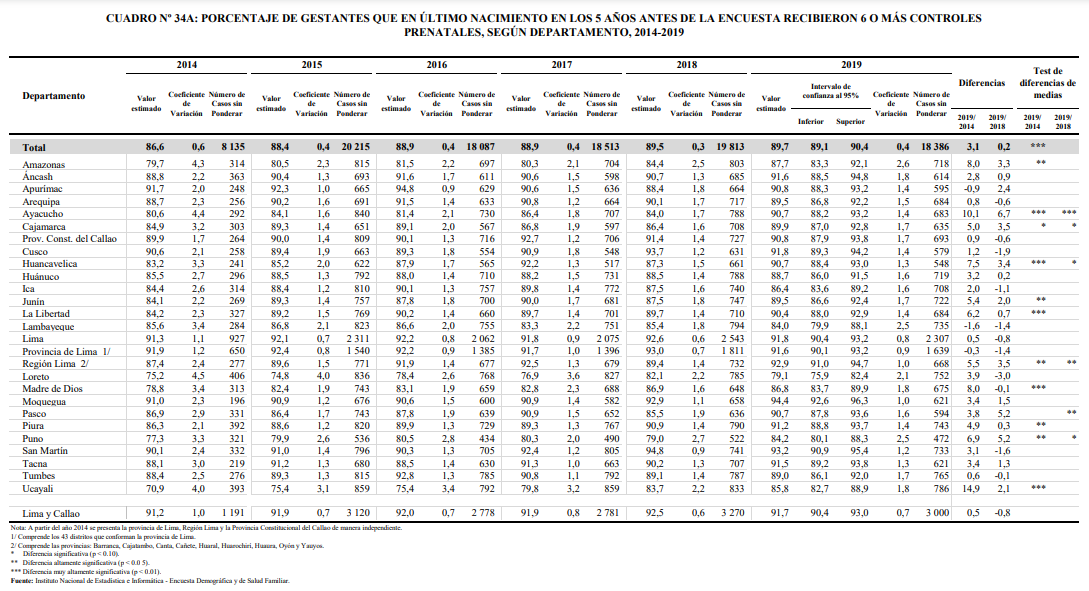 CUADRO Nº 34A: PORCENTAJE DE GESTANTES QUE EN ÚLTIMO NACIMIENTO EN LOS 5 AÑOS ANTES DE LA ENCUESTA RECIBIERON 6 O MÁS CONTROLES
PRENATALES, SEGÚN DEPARTAMENTO, 2014-2019
Departamento 2014 2015 2016 2017 2018 2019 Diferencias Test de diferencias de medias
Valor estimado Coeficiente de Variación Número de Casos sin Ponderar Valor estimado Coeficiente de Variación Número de Casos sin Ponderar Valor estimado Coeficiente de Variación Número de Casos sin Ponderar Valor estimado Coeficiente de Variación Número de Casos sin Ponderar Valor estimado Coeficiente de Variación Número de Casos sin Ponderar Valor estimado Intervalo de confianza al 95% Coeficiente de Variación Número de Casos sin Ponderar
Inferior Superior 2019/2014 2019/2018 2019/2014 2019/2018
Total 86,6 0,6 8 135 88,4 0,4 20 215 88,9 0,4 18 087 88,9 0,4 18 513 89,5 0,3 19 813 89,7 89,1 90,4 0,4 18 386 3,1 0,2 ***
Amazonas 79,7 4,3 314 80,5 2,3 815 81,5 2,2 697 80,3 2,1 704 84,4 2,5 803 87,7 83,3 92,1 2,6 718 8,0 3,3 **
Áncash 88,8 2,2 363 90,4 1,3 693 91,6 1,7 611 90,6 1,5 598 90,7 1,3 685 91,6 88,5 94,8 1,8 614 2,8 0,9
Apurímac 91,7 2,0 248 92,3 1,0 665 94,8 0,9 629 90,6 1,5 636 88,4 1,8 664 90,8 88,3 93,2 1,4 595 -0,9 2,4
Arequipa 88,7 2,3 256 90,2 1,6 691 91,5 1,4 633 90,8 1,2 664 90,1 1,7 717 89,5 86,8 92,2 1,5 684 0,8 -0,6
Ayacucho 80,6 4,4 292 84,1 1,6 840 81,4 2,1 730 86,4 1,8 707 84,0 1,7 788 90,7 88,2 93,2 1,4 683 10,1 6,7 *** ***
Cajamarca 84,9 3,2 303 89,3 1,4 651 89,1 2,0 567 86,8 1,9 597 86,4 1,6 708 89,9 87,0 92,8 1,7 635 5,0 3,5 * *
Prov. Const. del Callao 89,9 1,7 264 90,0 1,4 809 90,1 1,3 716 92,7 1,2 706 91,4 1,4 727 90,8 87,9 93,8 1,7 693 0,9 -0,6
Cusco 90,6 2,1 258 89,4 1,9 663 89,3 1,8 554 90,9 1,8 548 93,7 1,2 631 91,8 89,3 94,2 1,4 579 1,2 -1,9
Huancavelica 83,2 3,3 241 85,2 2,0 622 87,9 1,7 565 92,2 1,3 517 87,3 1,5 661 90,7 88,4 93,0 1,3 548 7,5 3,4 *** *
Huánuco 85,5 2,7 296 88,5 1,3 792 88,0 1,4 710 88,2 1,5 731 88,5 1,4 788 88,7 86,0 91,5 1,6 719 3,2 0,2
Ica 84,4 2,6 314 88,4 1,2 810 90,1 1,3 757 89,8 1,4 772 87,5 1,6 740 86,4 83,6 89,2 1,6 708 2,0 -1,1
Junín 84,1 2,2 269 89,3 1,4 757 87,8 1,8 700 90,0 1,7 681 87,5 1,8 747 89,5 86,6 92,4 1,7 722 5,4 2,0 **
La Libertad 84,2 2,3 327 89,2 1,5 769 90,2 1,4 660 89,7 1,4 701 89,7 1,4 710 90,4 88,0 92,9 1,4 684 6,2 0,7 ***
Lambayeque 85,6 3,4 284 86,8 2,1 823 86,6 2,0 755 83,3 2,2 751 85,4 1,8 794 84,0 79,9 88,1 2,5 735 -1,6 -1,4
Lima 91,3 1,1 927 92,1 0,7 2 311 92,2 0,8 2 062 91,8 0,9 2 075 92,6 0,6 2 543 91,8 90,4 93,2 0,8 2 307 0,5 -0,8
Provincia de Lima 1/ 91,9 1,2 650 92,4 0,8 1 540 92,2 0,9 1 385 91,7 1,0 1 396 93,0 0,7 1 811 91,6 90,1 93,2 0,9 1 639 -0,3 -1,4
Región Lima 2/ 87,4 2,4 277 89,6 1,5 771 91,9 1,4 677 92,5 1,3 679 89,4 1,4 732 92,9 91,0 94,7 1,0 668 5,5 3,5 ** **
Loreto 75,2 4,5 406 74,8 4,0 836 78,4 2,6 768 76,9 3,6 827 82,1 2,2 785 79,1 75,9 82,4 2,1 752 3,9 -3,0
Madre de Dios 78,8 3,4 313 82,4 1,9 743 83,1 1,9 659 82,8 2,3 688 86,9 1,6 648 86,8 83,7 89,9 1,8 675 8,0 -0,1 ***
Moquegua 91,0 2,3 196 90,9 1,2 676 90,6 1,5 600 90,9 1,4 582 92,9 1,1 658 94,4 92,6 96,3 1,0 621 3,4 1,5
Pasco 86,9 2,9 331 86,4 1,7 743 87,8 1,9 639 90,9 1,5 652 85,5 1,9 636 90,7 87,8 93,6 1,6 594 3,8 5,2 **
Piura 86,3 2,1 392 88,6 1,2 820 89,9 1,3 729 89,3 1,3 767 90,9 1,4 790 91,2 88,8 93,7 1,4 743 4,9 0,3 **
Puno 77,3 3,3 321 79,9 2,6 536 80,5 2,8 434 80,3 2,0 490 79,0 2,7 522 84,2 80,1 88,3 2,5 472 6,9 5,2 ** *
San Martín 90,1 2,4 332 91,0 1,4 796 90,3 1,3 705 92,4 1,2 805 94,8 0,9 741 93,2 90,9 95,4 1,2 733 3,1 -1,6
Tacna 88,1 3,0 219 91,2 1,3 680 88,5 1,4 630 91,3 1,0 663 90,2 1,3 707 91,5 89,2 93,8 1,3 621 3,4 1,3
Tumbes 88,4 2,5 276 89,3 1,3 815 92,8 1,3 785 90,8 1,1 792 89,1 1,4 787 89,0 86,1 92,0 1,7 765 0,6 -0,1
Ucayali 70,9 4,0 393 75,4 3,1 859 75,4 3,4 792 79,8 3,2 859 83,7 2,2 833 85,8 82,7 88,9 1,8 786 14,9 2,1 ***
Lima y Callao 91,2 1,0 1 191 91,9 0,7 3 120 92,0 0,7 2 778 91,9 0,8 2 781 92,5 0,6 3 270 91,7 90,4 93,0 0,7 3 000 0,5 -0,8
Nota: A partir del año 2014 se presenta la provincia de Lima, Región Lima y la Provincia Constitucional del Callao de manera independiente.
1/ Comprende los 43 distritos que conforman la provincia de Lima.
2/ Comprende las provincias: Barranca, Cajatambo, Canta, Cañete, Huaral, Huarochirí, Huaura, Oyón y Yauyos.
* Diferencia significativa (p < 0.10).
** Diferencia altamente significativa (p < 0.0 5).
*** Diferencia muy altamente significativa (p < 0.01).
Fuente: Instituto Nacional de Estadística e Informática - Encuesta Demográfica y de Salud Familiar.